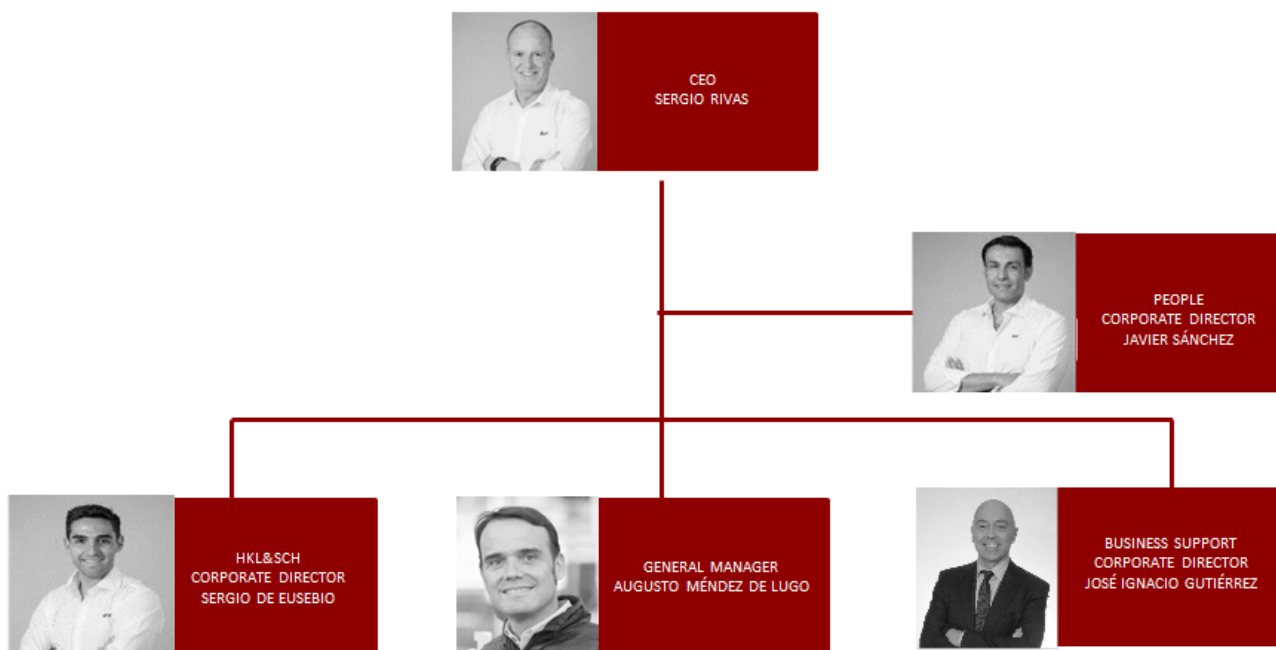 CEO
SERGIO RIVAS
PEOPLE
CORPORATE DIRECTOR
JAVIER SÁNCHEZ
HKL&SCH
CORPORATE DIRECTOR
SERGIO DE EUSEBIO
GENERAL MANAGER
AUGUSTO MÉNDEZ DE LUGO
BUSINESS SUPPORT
CORPORATE DIRECTOR
JOSÉ IGNACIO GUTIÉRREZ